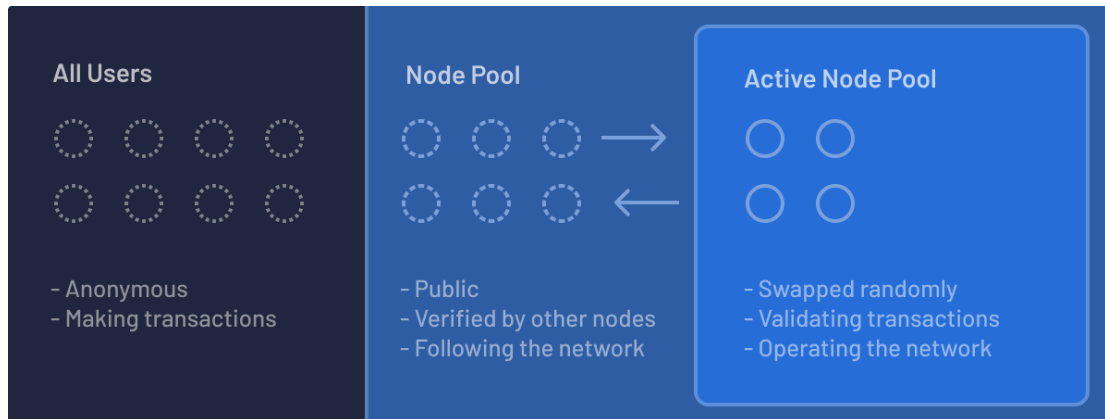 All Users
- Anonymous
- Making transactions
Node Pool
- Public
- Verified by other nodes
- Following the network
Active Node Pool
- Swapped randomly
- Validating transactions
- Operating the network